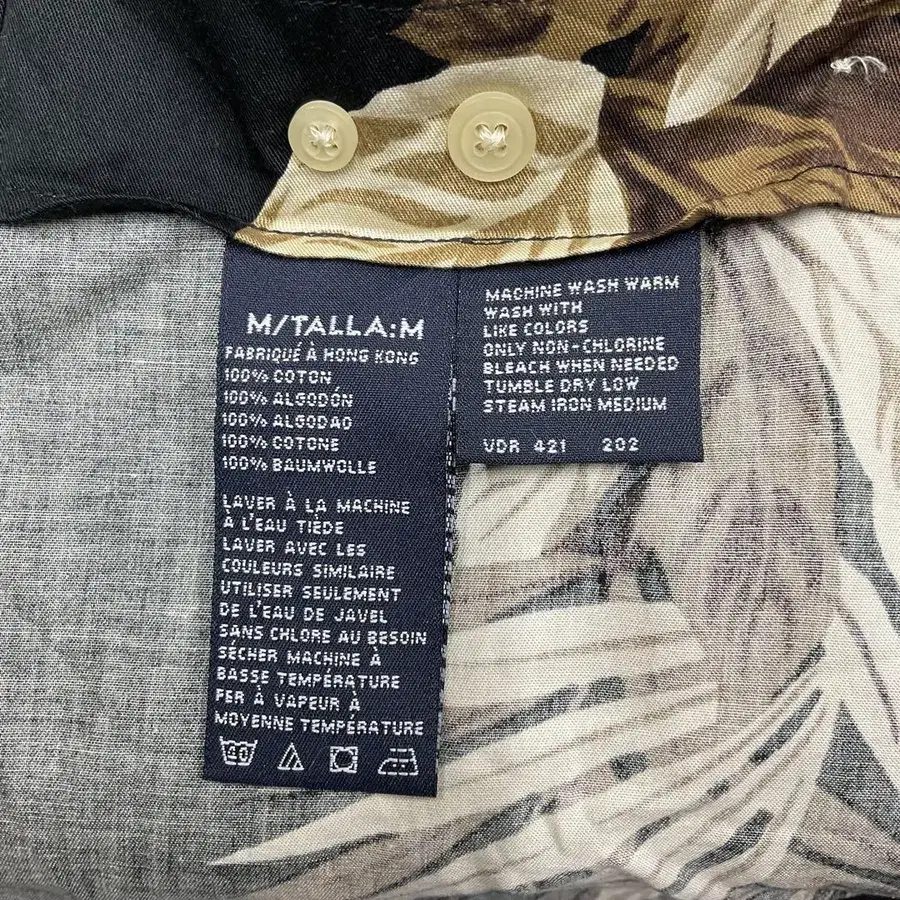 M/TALLA:M
FABRIQUÉ À HONG KONG
100% COTON
100% ALGODÓN
100% ALGODAO
100% COTONE
100% BAUMWOLLE
LAVER À LA MACHINE
À L'EAU TIÈDE
LAVER AVEC LES
COULEURS SIMILAIRE
UTILISER SEULEMENT
DE L'EAU DE JAVEL
SANS CHLORE AU BESOIN
SÉCHER MACHINE À
BASSE TEMPÉRATURE
FER À VAPEUR À
MOYENNE TEMPÉRATURE
40
MACHINE WASH WARM
WASH WITH
LIKE COLORS
ONLY NON-CHLORINE
BLEACH WHEN NEEDED
TUMBLE DRY LOW
STEAM IRON MEDIUM
VDR 421 202